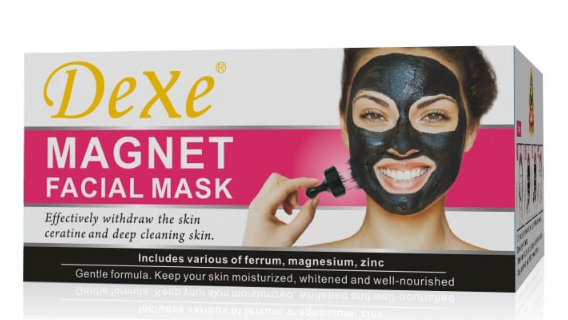 DeXe®
MAGNET
FACIAL MASK
Effectively withdraw the skin
ceratine and deep cleaning skin.
Includes various of ferrum, magnesium, zinc
Gentle formula. Keep your skin moisturized, whitened and well-nourished